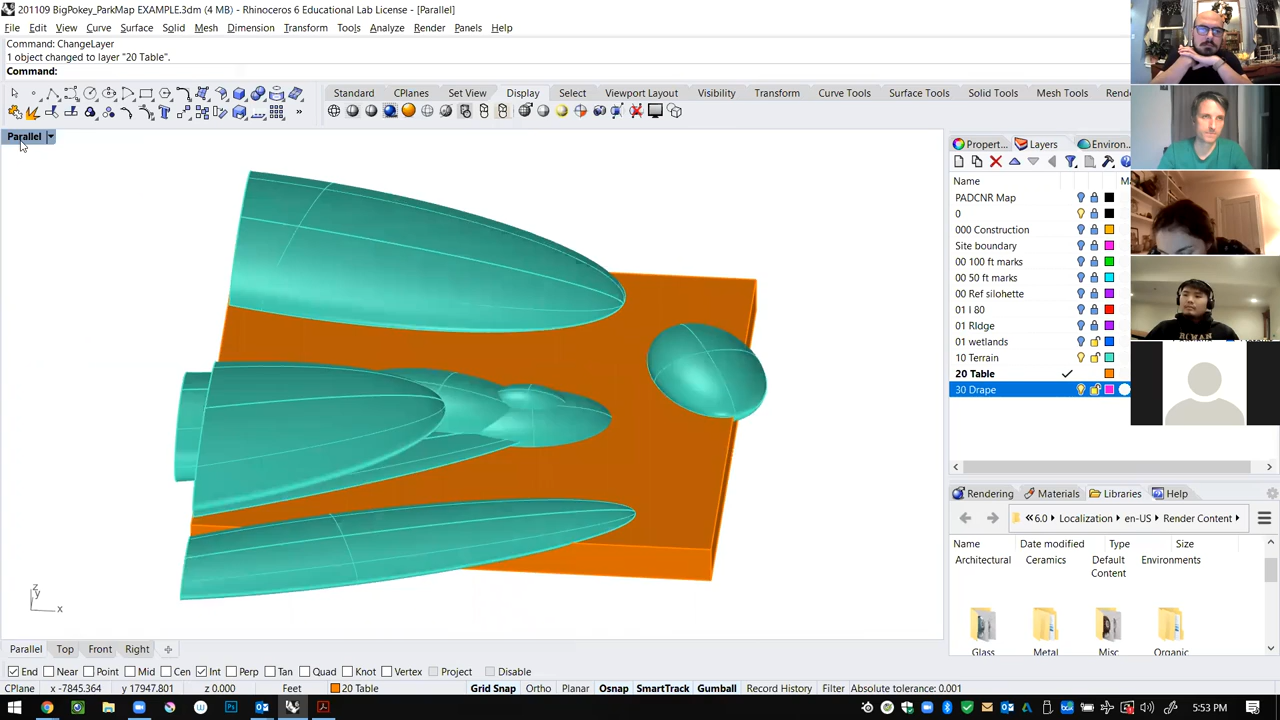 201109 BigPokey_ParkMap EXAMPLE.3dm (4 MB) - Rhinoceros 6 Educational Lab License - [Parallel]
File Edit View Curve Surface Solid Mesh Dimension Transform Tools Analyze Render Panels Help
Command: ChangeLayer
1 object changed to layer "20 Table".
Command:
Standard CPlanes Set View Display Select Viewport Layout Visibility Transform Curve Tools Surface Tools Solid Tools Mesh Tools Rende
Parallel
Propert... Layers Environ...
Name Ma
PADCNR Map
0
000 Construction
Site boundary
00 100 ft marks
00 50 ft marks
00 Ref silohette
01 I 80
01 RIdge
01 wetlands
10 Terrain
20 Table
30 Drape
Rendering Materials Libraries Help
6.0 Localization en-US Render Content
Name Date modified Type Size
Architectural Ceramics Default Content Environments
Glass Metal Misc Organic
z y x
Parallel Top Front Right
End Near Point Mid Cen Int Perp Tan Quad Knot Vertex Project Disable
CPlane x -7845.364 y 17947.801 z 0.000 Feet 20 Table Grid Snap Ortho Planar Osnap SmartTrack Gumball Record History Filter Absolute tolerance: 0.001
5:53 PM